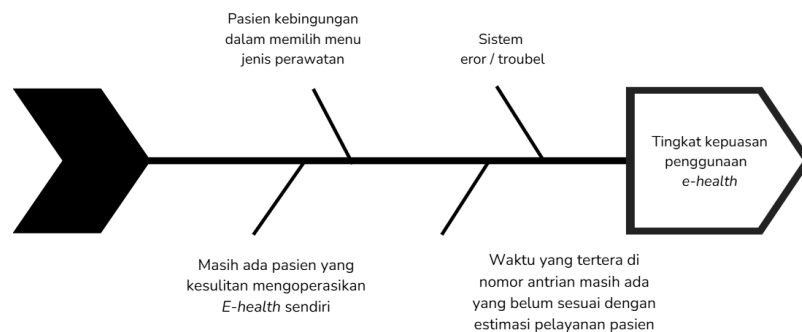 Pasien kebingungan
dalam memilih menu
jenis perawatan
Sistem
eror / troubel
Tingkat kepuasan
penggunaan
e-health
Masih ada pasien yang
kesulitan mengoperasikan
E-health sendiri
Waktu yang tertera di
nomor antrian masih ada
yang belum sesuai dengan
estimasi pelayanan pasien